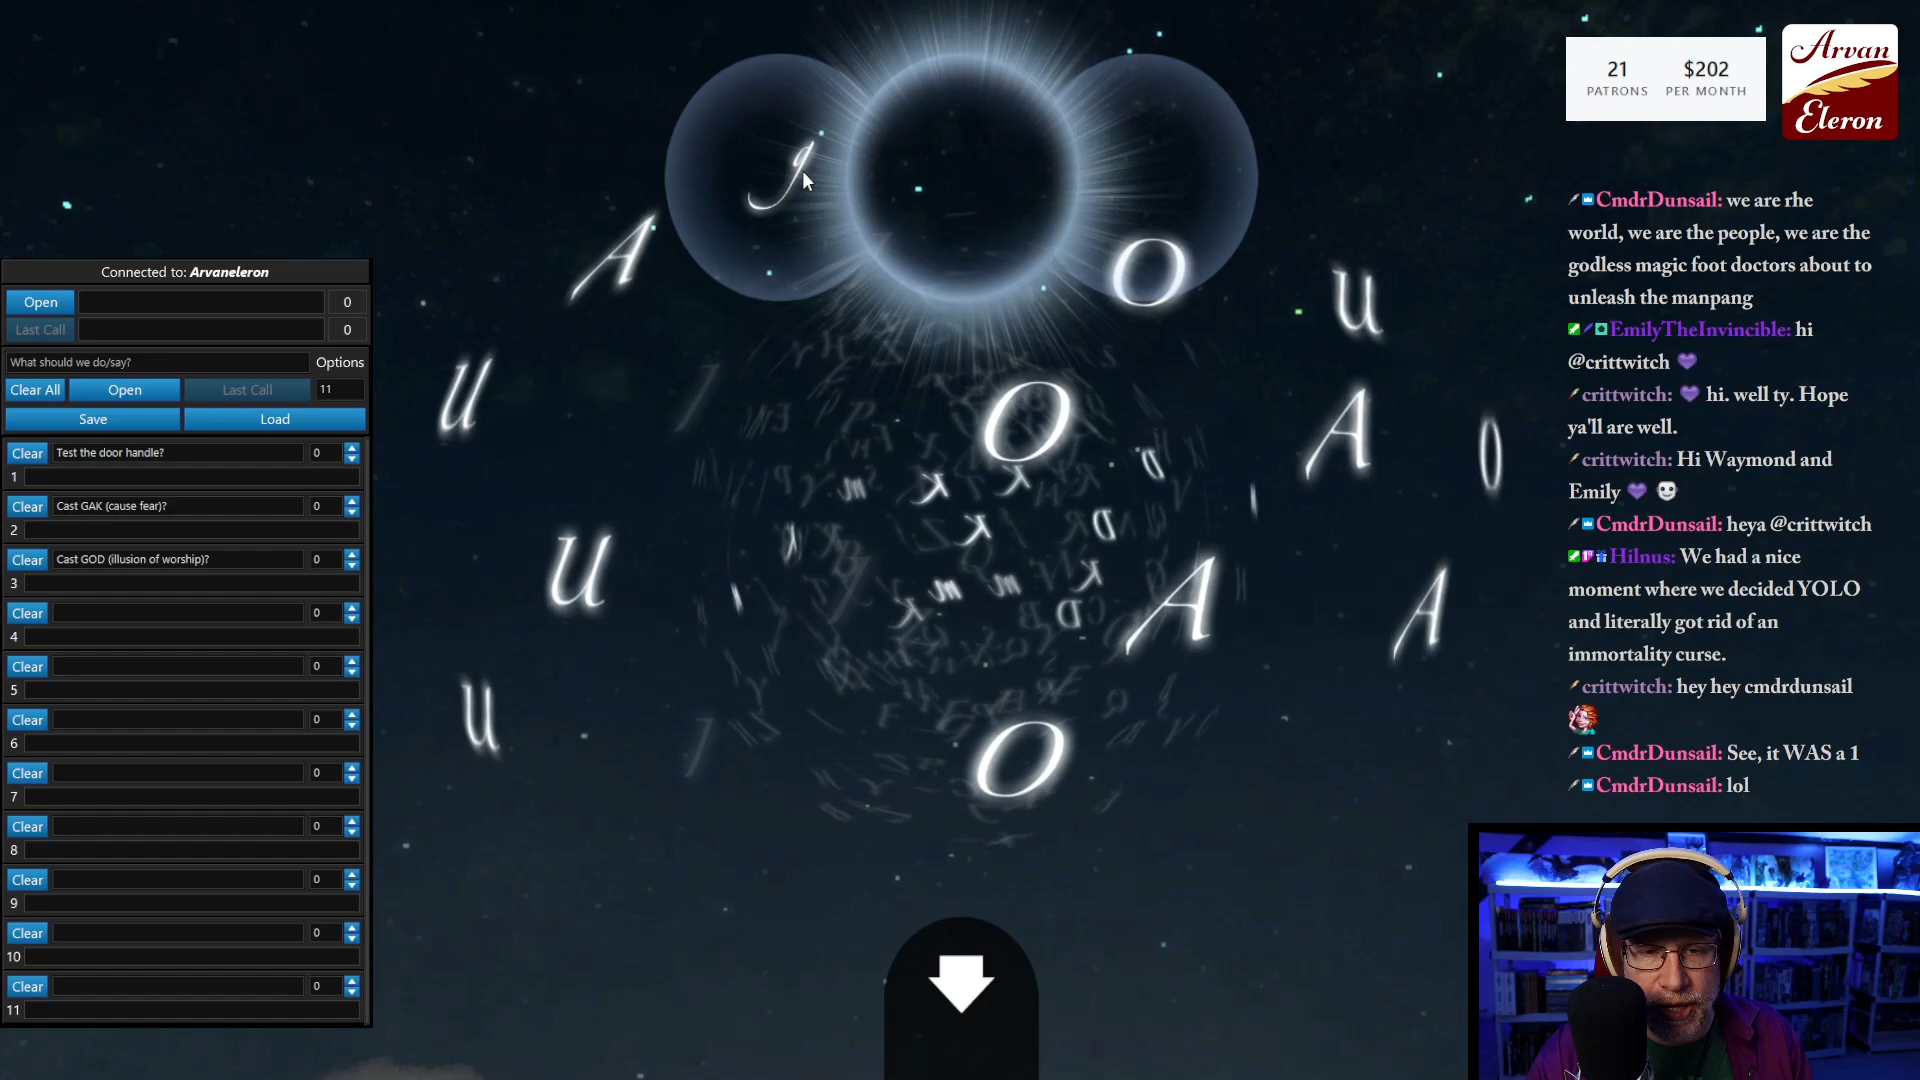 21
$202
PATRONS
PER MONTH
Arvan
Eleron
g
A
O
U
U
O
A
O
K
K
m
D
K
D
U
A
A
m
m
K
K
D
U
O
Connected to: Arvaneleron
Open
0
Last Call
0
What should we do/say?
Options
Clear All
Open
Last Call
11
Save
Load
Clear
Test the door handle?
0
1
Clear
Cast GAK (cause fear)?
0
2
Clear
Cast GOD (illusion of worship)?
0
3
Clear
0
4
Clear
0
5
Clear
0
6
Clear
0
7
Clear
0
8
Clear
0
9
Clear
0
10
Clear
0
11
CmdrDunsail: we are rhe
world, we are the people, we are the
godless magic foot doctors about to
unleash the manpang
EmilyTheInvincible: hi
@crittwitch
crittwitch: hi. well ty. Hope
ya'll are well.
crittwitch: Hi Waymond and
Emily
CmdrDunsail: heya @crittwitch
Hilnus: We had a nice
moment where we decided YOLO
and literally got rid of an
immortality curse.
crittwitch: hey hey cmdrdunsail
CmdrDunsail: See, it WAS a 1
CmdrDunsail: lol